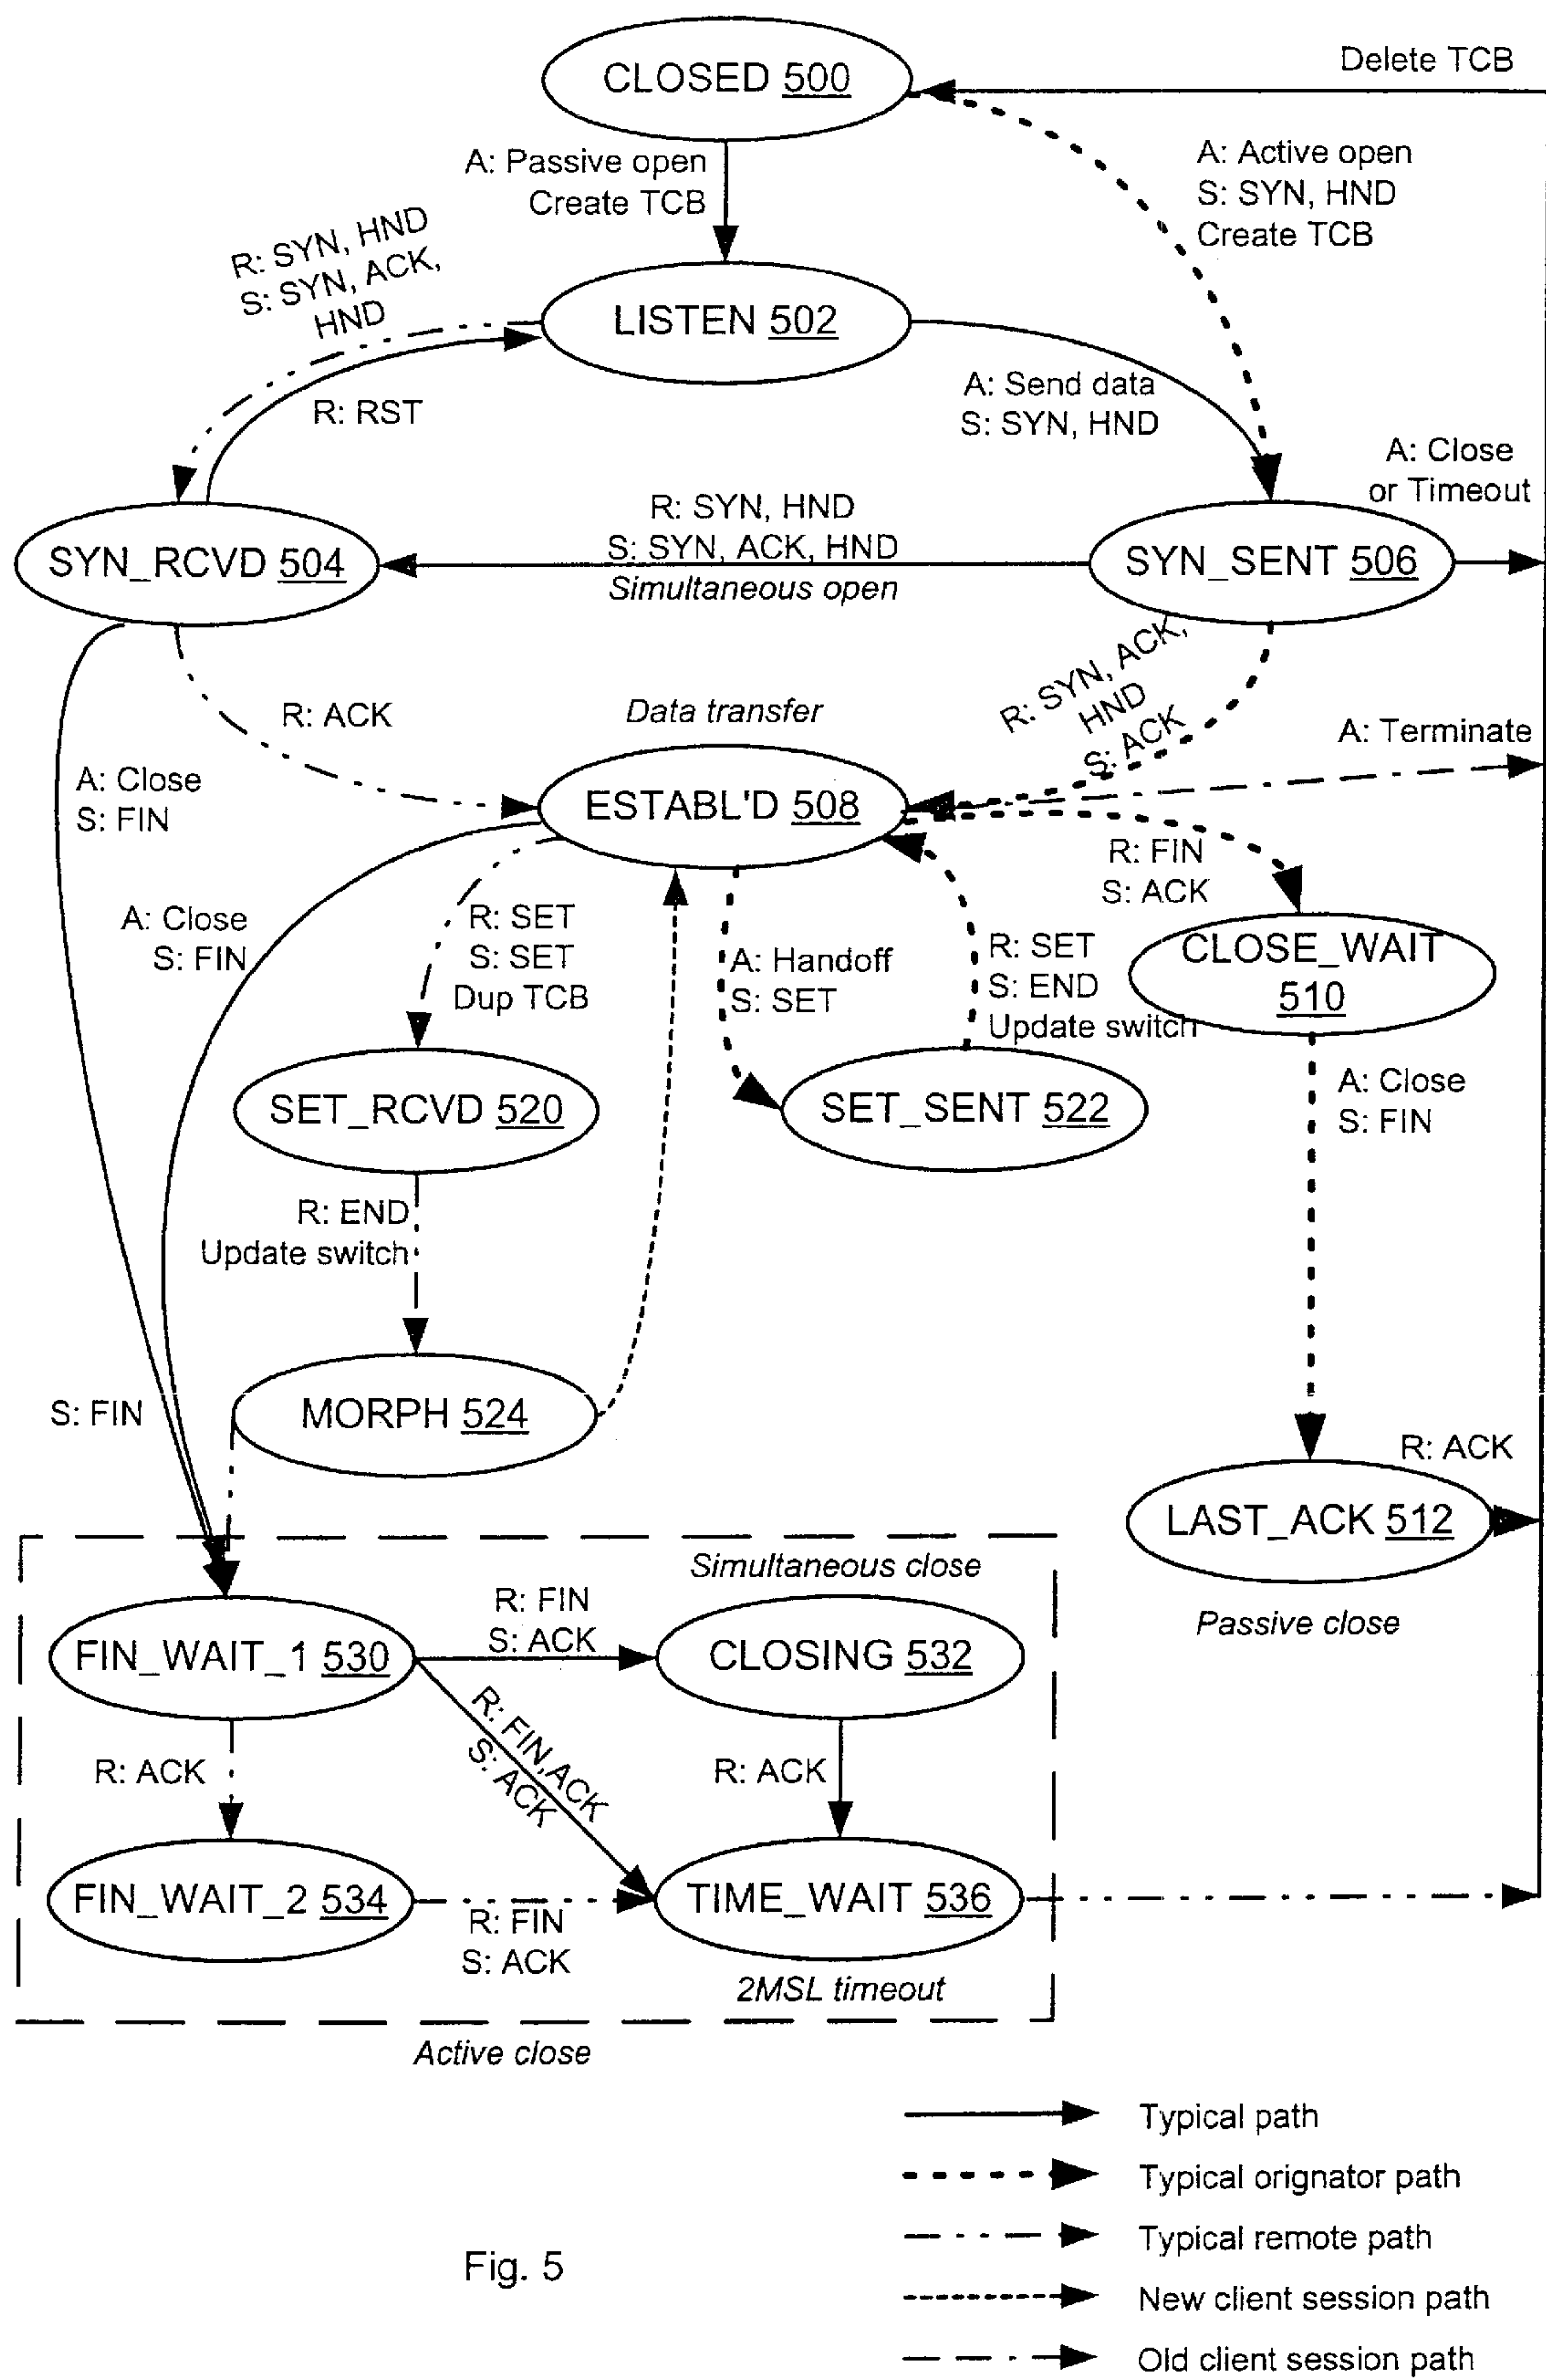 CLOSED 500
Delete TCB
A: Passive open
Create TCB
A: Active open
S: SYN, HND
Create TCB
R: SYN, HND
S: SYN, ACK,
HND
LISTEN 502
R: RST
A: Send data
S: SYN, HND
A: Close
or Timeout
R: SYN, HND
S: SYN, ACK, HND
Simultaneous open
SYN_RCVD 504
SYN_SENT 506
R: SYN, ACK,
HND
S: ACK
R: ACK
Data transfer
A: Terminate
A: Close
S: FIN
ESTABL'D 508
R: FIN
S: ACK
A: Close
S: FIN
R: SET
S: SET
Dup TCB
A: Handoff
S: SET
R: SET
S: END
Update switch
CLOSE_WAIT
510
SET_RCVD 520
SET_SENT 522
A: Close
S: FIN
R: END
Update switch
S: FIN
MORPH 524
R: ACK
LAST_ACK 512
Passive close
Simultaneous close
R: FIN
S: ACK
FIN_WAIT_1 530
CLOSING 532
R: FIN,ACK
S: ACK
R: ACK
R: ACK
FIN_WAIT_2 534
R: FIN
S: ACK
TIME_WAIT 536
2MSL timeout
Active close
Typical path
Typical orignator path
Typical remote path
New client session path
Old client session path
Fig. 5